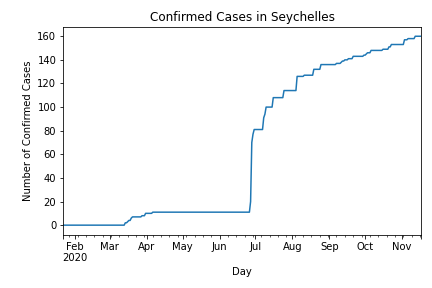 Confirmed Cases in Seychelles
160
140
120
100
80
60
40
20
0
Number of Confirmed Cases
Feb Mar Apr May Jun Jul Aug Sep Oct Nov
2020
Day